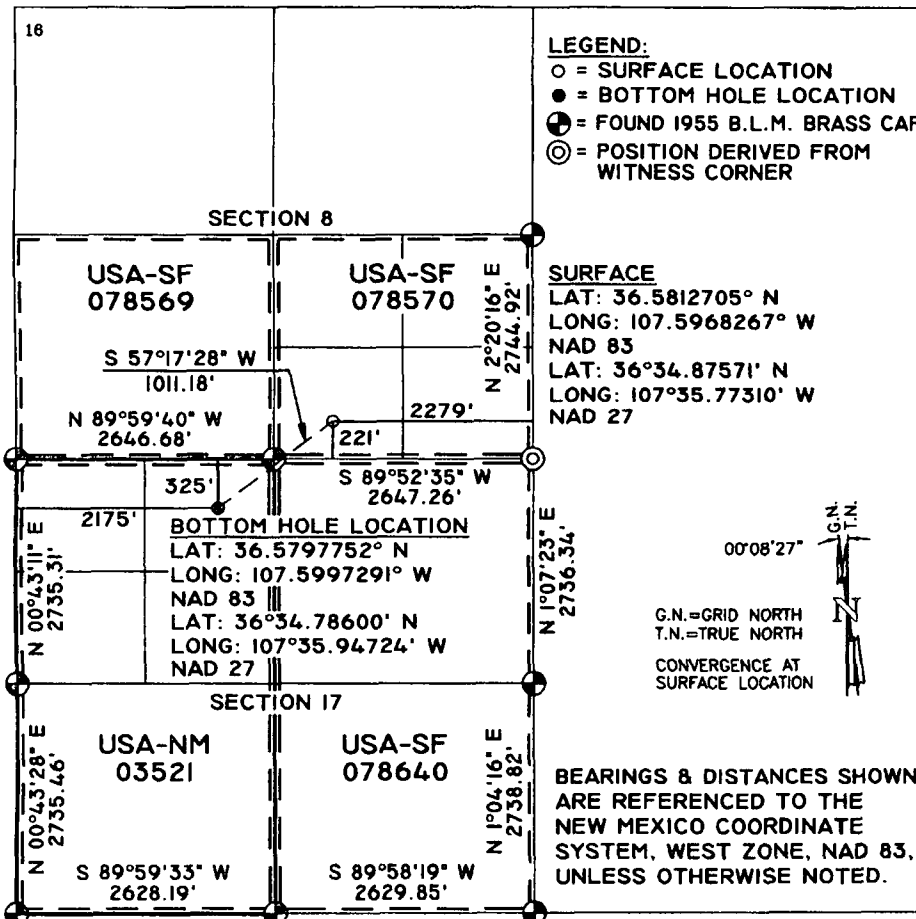 16
LEGEND:
○ = SURFACE LOCATION
● = BOTTOM HOLE LOCATION
= FOUND 1955 B.L.M. BRASS CAP
◎ = POSITION DERIVED FROM
WITNESS CORNER
SECTION 8
USA-SF
078569
USA-SF
078570
N 2°20'16" E
2744.92'
SURFACE
LAT: 36.5812705° N
LONG: 107.5968267° W
NAD 83
LAT: 36°34.87571' N
LONG: 107°35.77310' W
NAD 27
S 57°17'28" W
1011.18'
N 89°59'40" W
2646.68'
2279'
221'
S 89°52'35" W
2647.26'
325'
2175'
BOTTOM HOLE LOCATION
LAT: 36.5797752° N
LONG: 107.5997291° W
NAD 83
LAT: 36°34.78600' N
LONG: 107°35.94724' W
NAD 27
N 00°43'11" E
2735.31'
N 1°07'23" E
2736.34'
G.N.
T.N.
00°08'27"
N
G.N.=GRID NORTH
T.N.=TRUE NORTH
CONVERGENCE AT
SURFACE LOCATION
SECTION 17
USA-NM
03521
USA-SF
078640
N 00°43'28" E
2735.46'
N 1°04'16" E
2738.82'
S 89°59'33" W
2628.19'
S 89°58'19" W
2629.85'
BEARINGS & DISTANCES SHOWN
ARE REFERENCED TO THE
NEW MEXICO COORDINATE
SYSTEM, WEST ZONE, NAD 83,
UNLESS OTHERWISE NOTED.